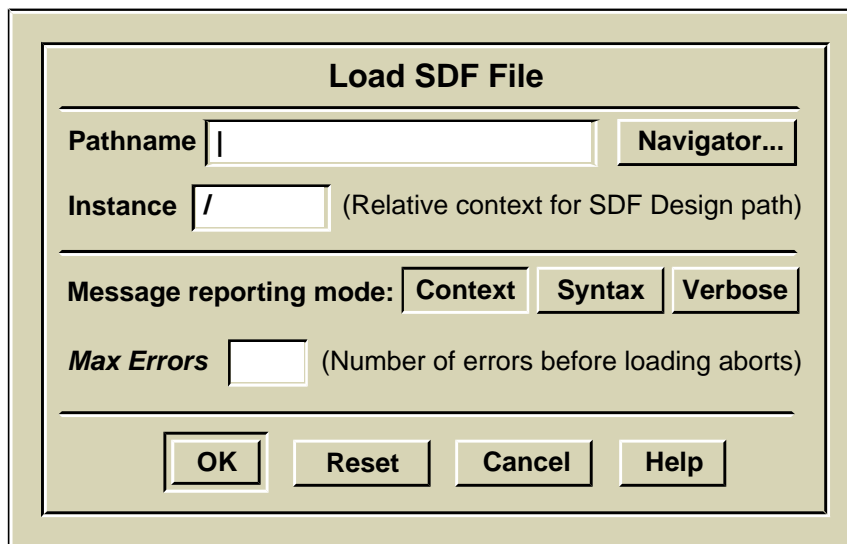 Load SDF File
Pathname | Navigator...
Instance / (Relative context for SDF Design path)
Message reporting mode: Context Syntax Verbose
Max Errors (Number of errors before loading aborts)
OK Reset Cancel Help